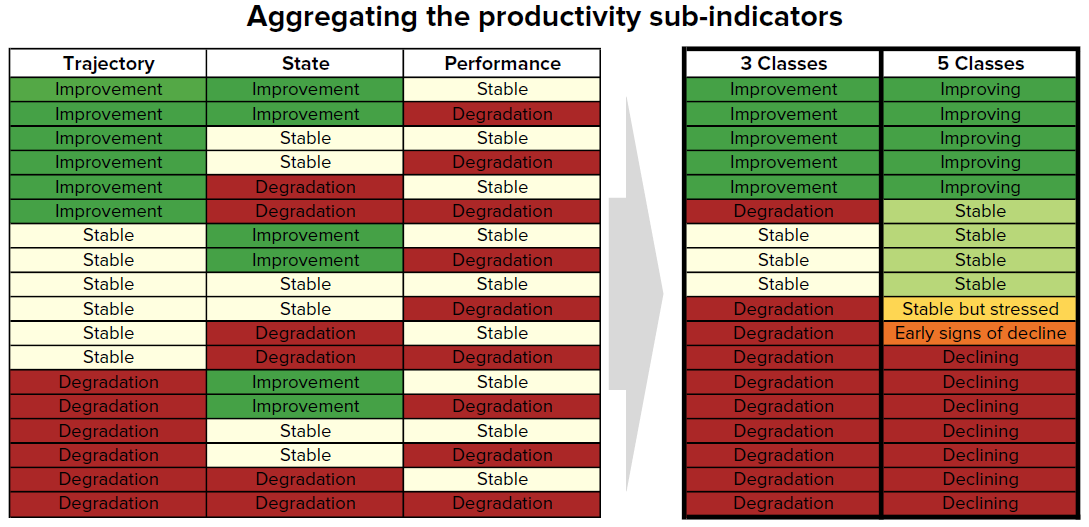 Aggregating the productivity sub-indicators
Trajectory State Performance 3 Classes 5 Classes
Improvement Improvement Stable Improvement Improving
Improvement Improvement Degradation Improvement Improving
Improvement Stable Stable Improvement Improving
Improvement Stable Degradation Improvement Improving
Improvement Degradation Stable Improvement Improving
Improvement Degradation Degradation Degradation Stable
Stable Improvement Stable Stable Stable
Stable Improvement Degradation Stable Stable
Stable Stable Stable Stable Stable
Stable Stable Degradation Degradation Stable but stressed
Stable Degradation Stable Degradation Early signs of decline
Stable Degradation Degradation Degradation Declining
Degradation Improvement Stable Degradation Declining
Degradation Improvement Degradation Degradation Declining
Degradation Stable Stable Degradation Declining
Degradation Stable Degradation Degradation Declining
Degradation Degradation Stable Degradation Declining
Degradation Degradation Degradation Degradation Declining